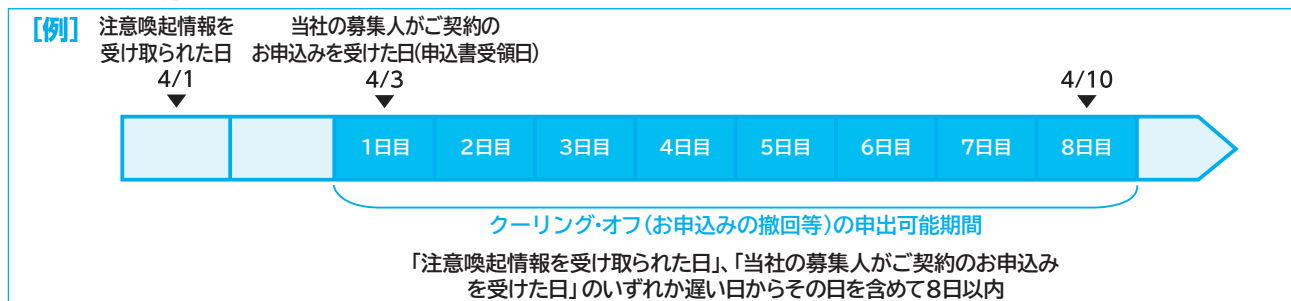 [例]
注意喚起情報を
受け取られた日
4/1
当社の募集人がご契約の
お申込みを受けた日(申込書受領日)
4/3
4/10
1日目 2日目 3日目 4日目 5日目 6日目 7日目 8日目
クーリング・オフ(お申込みの撤回等)の申出可能期間
「注意喚起情報を受け取られた日」、「当社の募集人がご契約のお申込み
を受けた日」のいずれか遅い日からその日を含めて8日以内